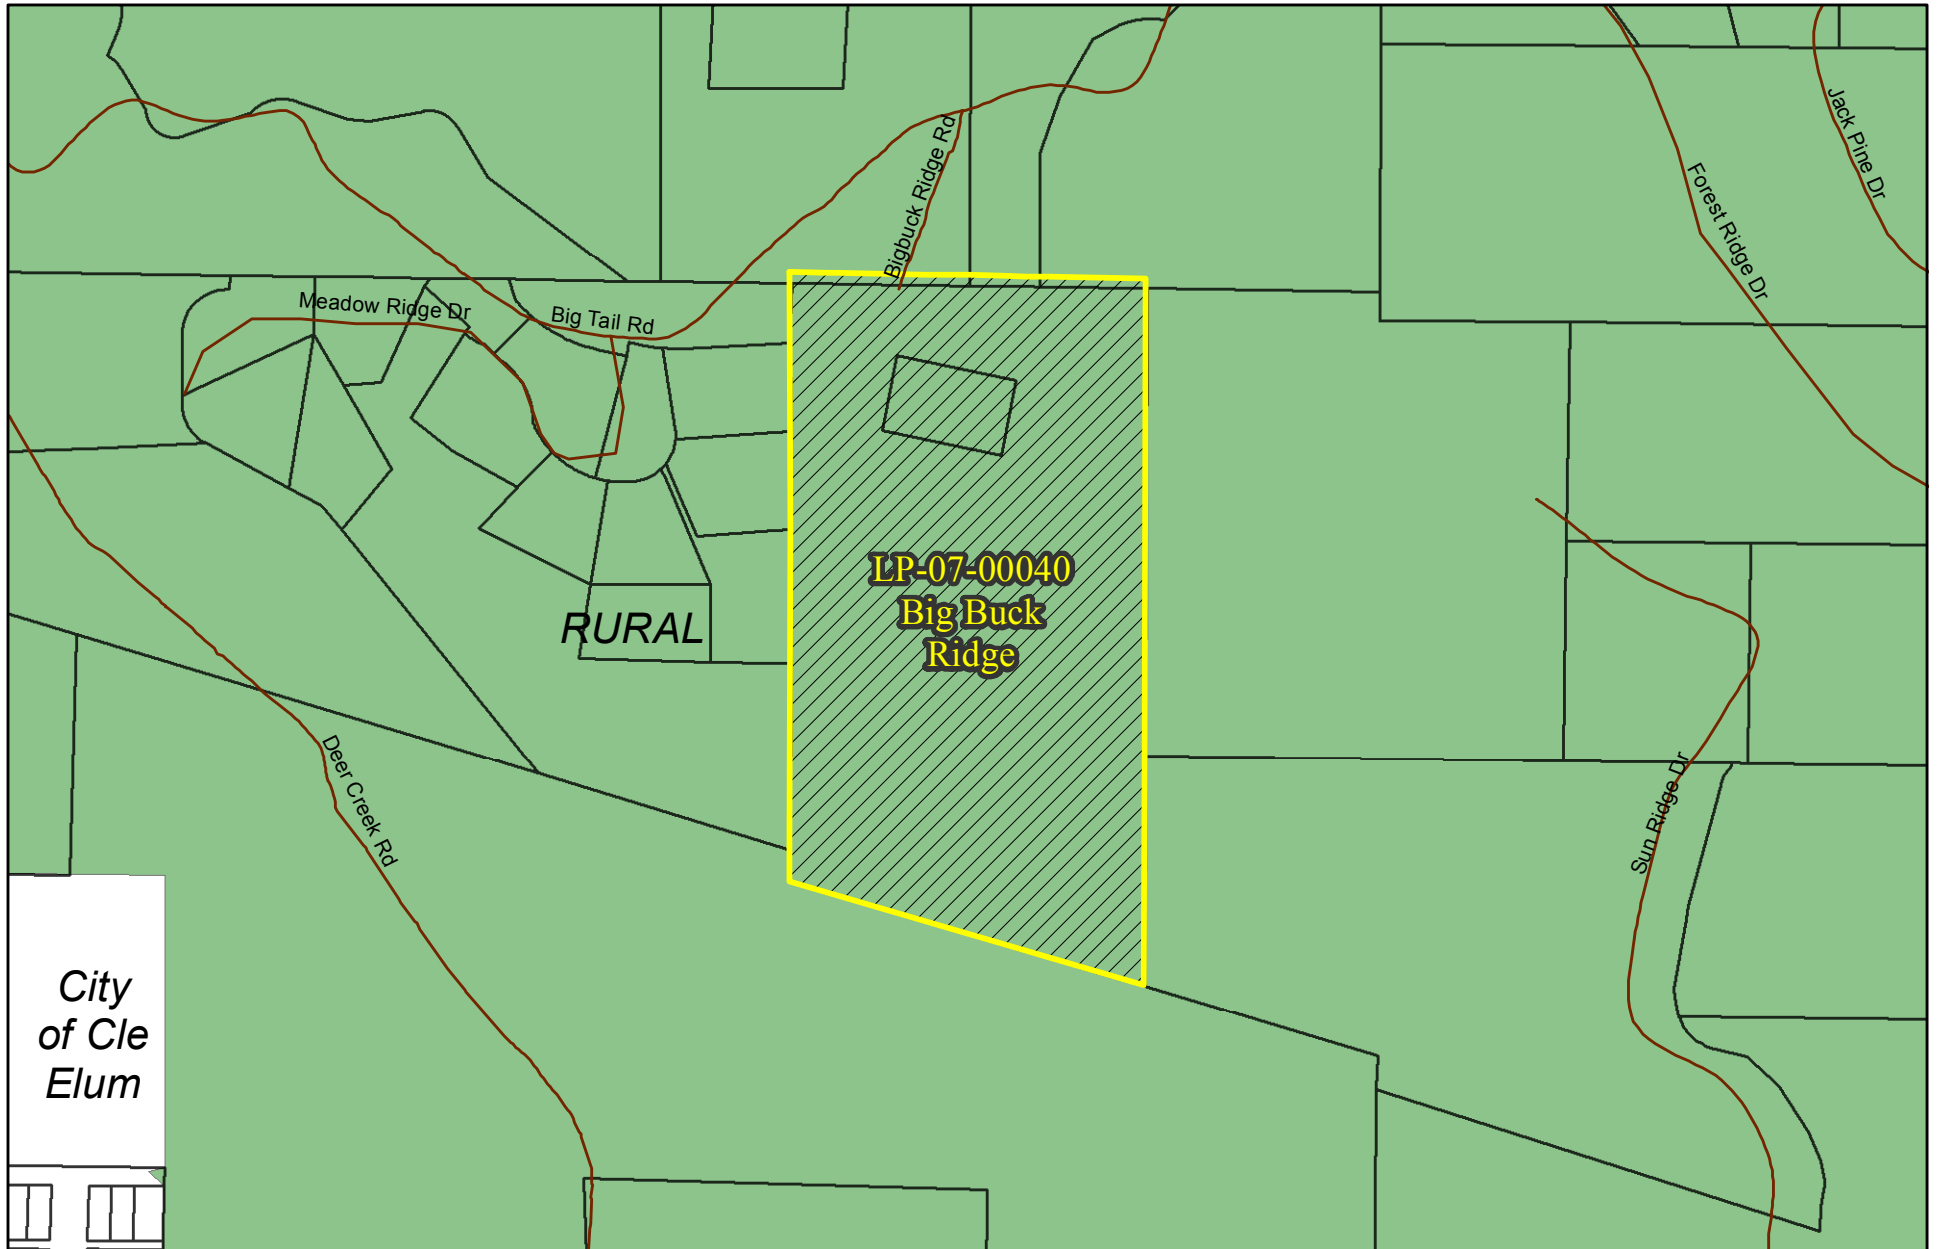 Jack Pine Dr
Bigbuck Ridge Rd
Forest Ridge Dr
Meadow Ridge Dr
Big Tail Rd
LP-07-00040
Big Buck
Ridge
RURAL
Deer Creek Rd
Sun Ridge Dr
City
of Cle
Elum